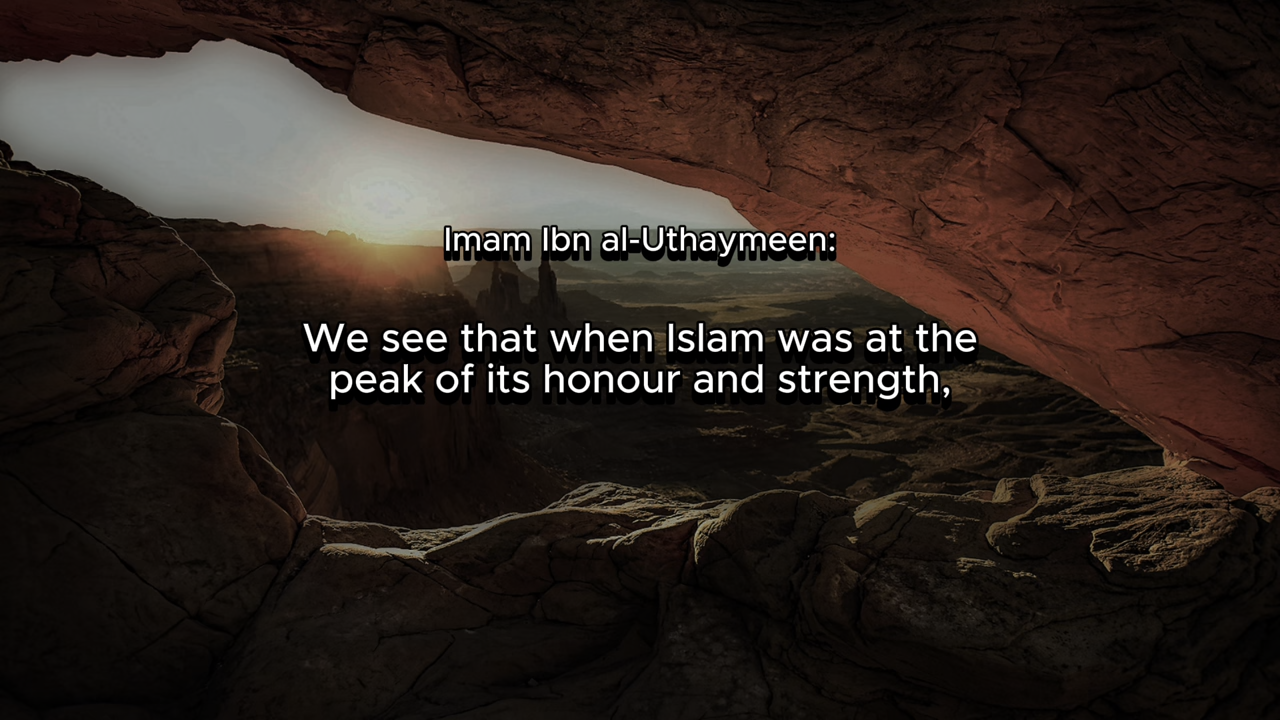 Imam Ibn al-Uthaymeen:
We see that when Islam was at the
peak of its honour and strength,